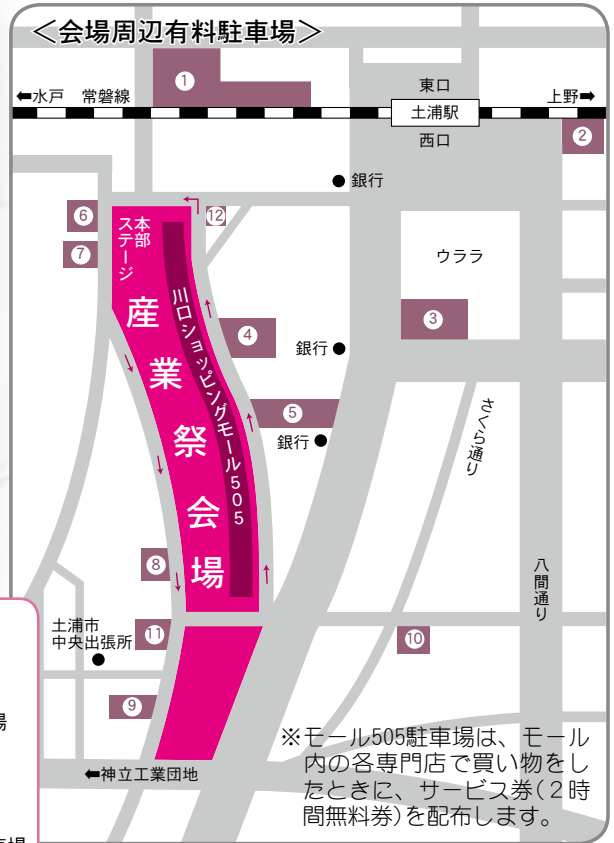 <会場周辺有料駐車場>
①
東口
⬅水戸 常磐線
上野➡
土浦駅
西口
②
●銀行
⑥
本部
ステージ
⑫
⑦
ウララ
産業祭会場
川口ショッピングモール505
③
④
銀行●
⑤
銀行●
さくら通り
⑧
八間通り
土浦市
中央出張所
●
⑪
⑩
⑨
場
⬅神立工業団地
※モール505駐車場は、モール
内の各専門店で買い物をし
たときに、サービス券(2時
間無料券)を配布します。